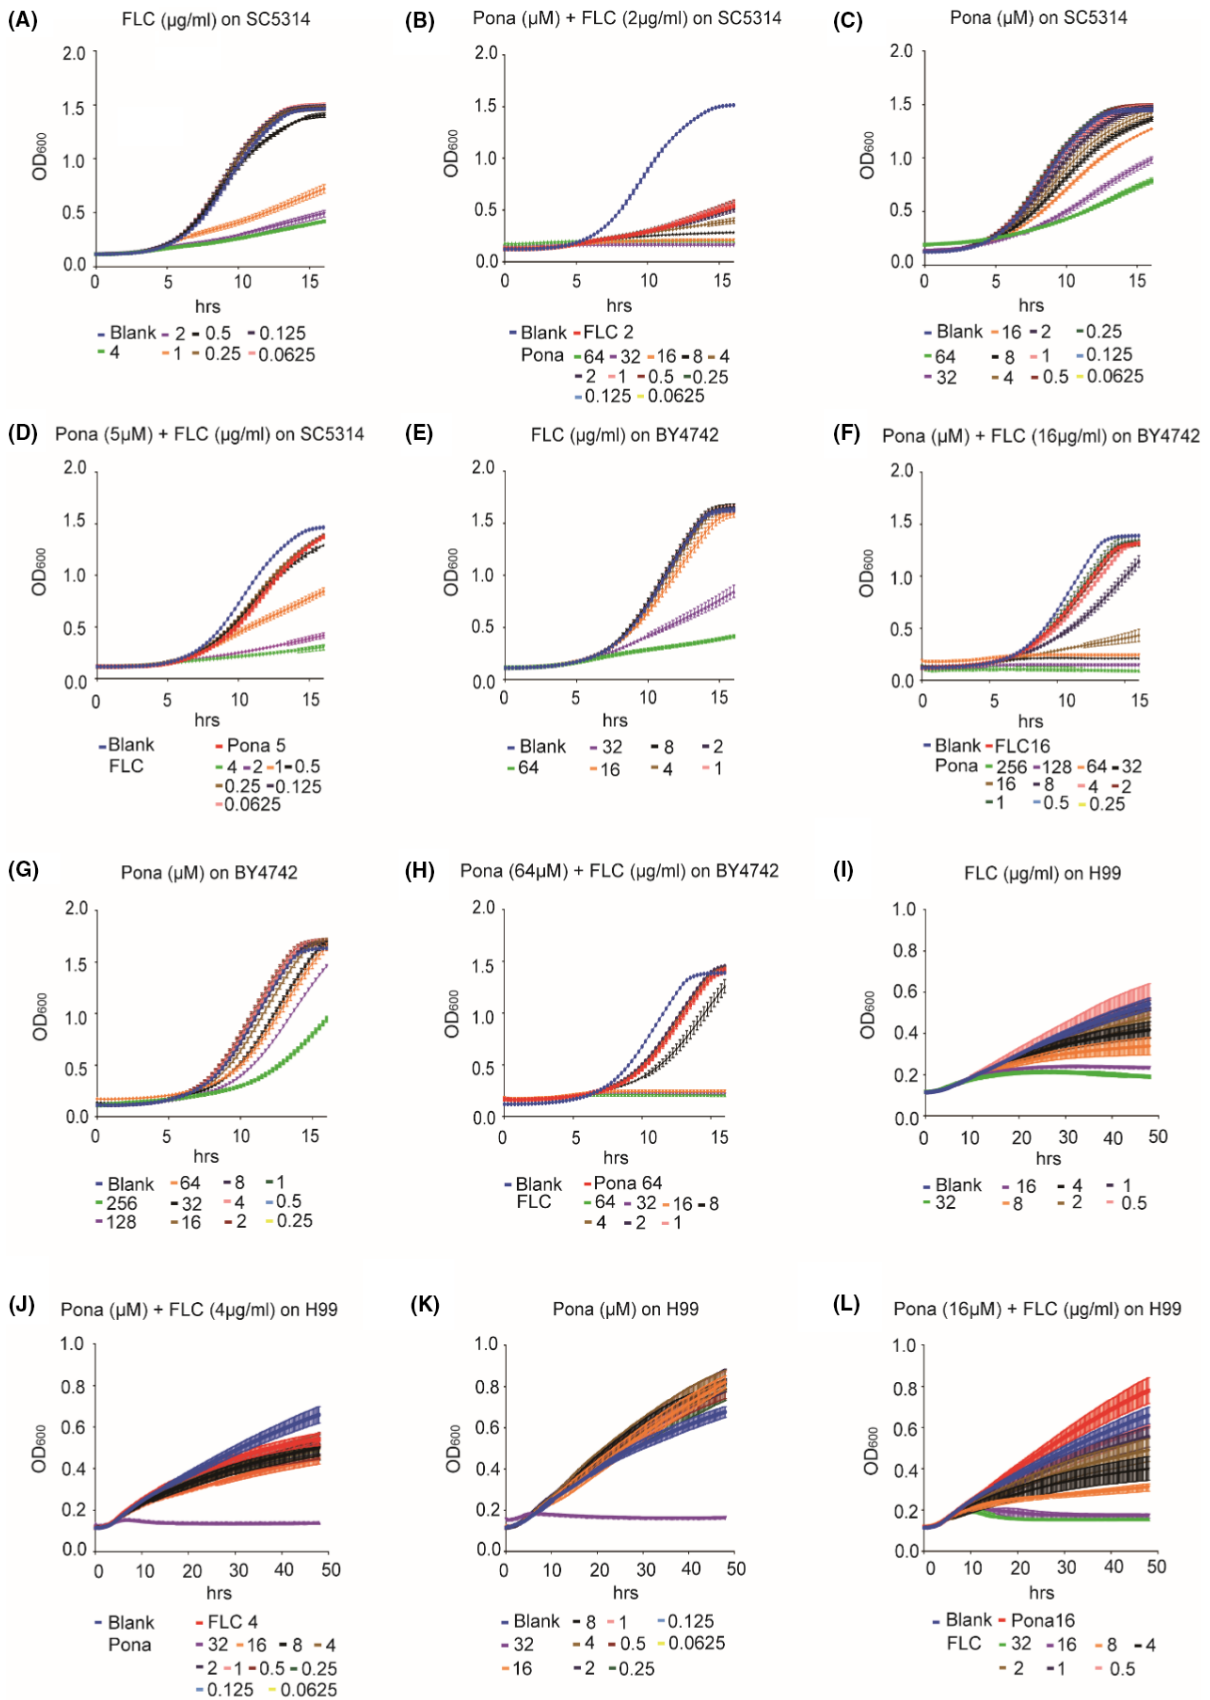 (A) FLC (µg/ml) on SC5314
2.0
1.5
1.0
0.5
0.0
OD600
0 5 10 15
hrs
Blank 2 0.5 0.125
4 1 0.25 0.0625
(B) Pona (µM) + FLC (2µg/ml) on SC5314
2.0
1.5
1.0
0.5
0.0
OD600
0 5 10 15
hrs
Blank FLC 2
Pona 64 32 16 8 4
2 1 0.5 0.25
0.125 0.0625
(C) Pona (µM) on SC5314
2.0
1.5
1.0
0.5
0.0
OD600
0 5 10 15
hrs
Blank 16 2 0.25
64 8 1 0.125
32 4 0.5 0.0625
(D) Pona (5µM) + FLC (µg/ml) on SC5314
2.0
1.5
1.0
0.5
0.0
OD600
0 5 10 15
hrs
Blank Pona 5
FLC 4 2 1 0.5
0.25 0.125
0.0625
(E) FLC (µg/ml) on BY4742
2.0
1.5
1.0
0.5
0.0
OD600
0 5 10 15
hrs
Blank 32 8 2
64 16 4 1
(F) Pona (µM) + FLC (16µg/ml) on BY4742
2.0
1.5
1.0
0.5
0.0
OD600
0 5 10 15
hrs
Blank FLC16
Pona 256 128 64 32
16 8 4 2
1 0.5 0.25
(G) Pona (µM) on BY4742
2.0
1.5
1.0
0.5
0.0
OD600
0 5 10 15
hrs
Blank 64 8 1
256 32 4 0.5
128 16 2 0.25
(H) Pona (64µM) + FLC (µg/ml) on BY4742
2.0
1.5
1.0
0.5
0.0
OD600
0 5 10 15
hrs
Blank Pona 64
FLC 64 32 16 8
4 2 1
(I) FLC (µg/ml) on H99
1.0
0.8
0.6
0.4
0.2
0.0
OD600
0 10 20 30 40 50
hrs
Blank 16 4 1
32 8 2 0.5
(J) Pona (µM) + FLC (4µg/ml) on H99
1.0
0.8
0.6
0.4
0.2
0.0
OD600
0 10 20 30 40 50
hrs
Blank FLC 4
Pona 32 16 8 4
2 1 0.5 0.25
0.125 0.0625
(K) Pona (µM) on H99
1.0
0.8
0.6
0.4
0.2
0.0
OD600
0 10 20 30 40 50
hrs
Blank 8 1 0.125
32 4 0.5 0.0625
16 2 0.25
(L) Pona (16µM) + FLC (µg/ml) on H99
1.0
0.8
0.6
0.4
0.2
0.0
OD600
0 10 20 30 40 50
hrs
Blank Pona16
FLC 32 16 8 4
2 1 0.5